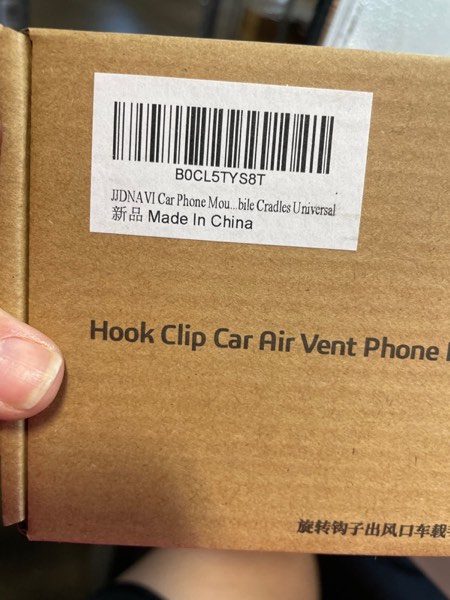 B0CL5TYS8T
JJDNAVI Car Phone Mou...bile Cradles Universal
新品 Made In China
Hook Clip Car Air Vent Phone
旋转钩子出风口车载